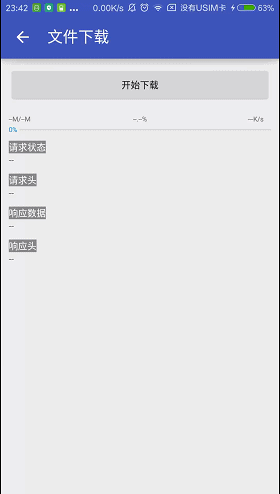 23:42 ... 0.00K/s 没有USIM卡 63%
文件下载
开始下载
--M/--M --.--% ---K/s
0%
请求状态
--
请求头
--
响应数据
--
响应头
--